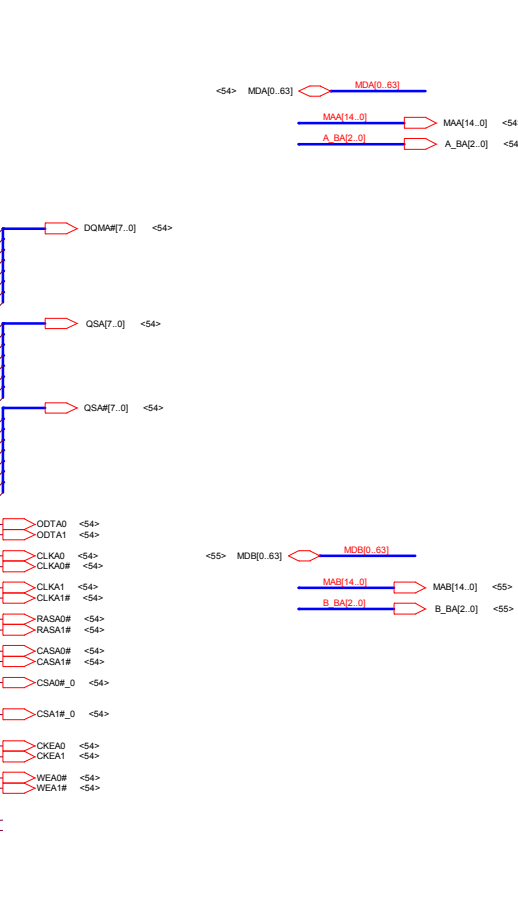 <54> MDA[0..63] MDA[0..63]
MAA[14..0] MAA[14..0] <54
A_BA[2..0] A_BA[2..0] <54
DQMA#[7..0] <54>
QSA[7..0] <54>
QSA#[7..0] <54>
ODTA0 <54>
ODTA1 <54>
CLKA0 <54>
CLKA0# <54>
CLKA1 <54>
CLKA1# <54>
RASA0# <54>
RASA1# <54>
CASA0# <54>
CASA1# <54>
CSA0#_0 <54>
CSA1#_0 <54>
CKEA0 <54>
CKEA1 <54>
WEA0# <54>
WEA1# <54>
<55> MDB[0..63] MDB[0..63]
MAB[14..0] MAB[14..0] <55>
B_BA[2..0] B_BA[2..0] <55>